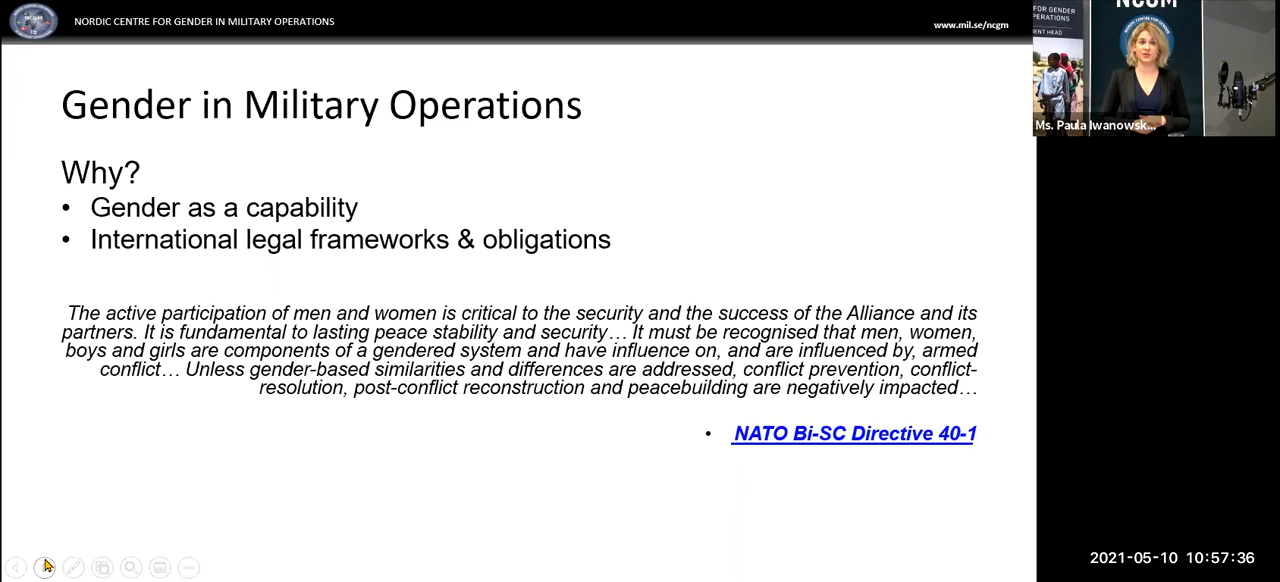 NORDIC CENTRE FOR GENDER IN MILITARY OPERATIONS
www.mil.se/ncgm
Gender in Military Operations
Why?
• Gender as a capability
• International legal frameworks & obligations
The active participation of men and women is critical to the security and the success of the Alliance and its
partners. It is fundamental to lasting peace stability and security… It must be recognised that men, women,
boys and girls are components of a gendered system and have influence on, and are influenced by, armed
conflict… Unless gender-based similarities and differences are addressed, conflict prevention, conflict-
resolution, post-conflict reconstruction and peacebuilding are negatively impacted…
• NATO Bi-SC Directive 40-1
FOR GENDER
OPERATIONS
ENT HEAD
NCGM
Ms. Paula Iwanowsk...
2021-05-10 10:57:36